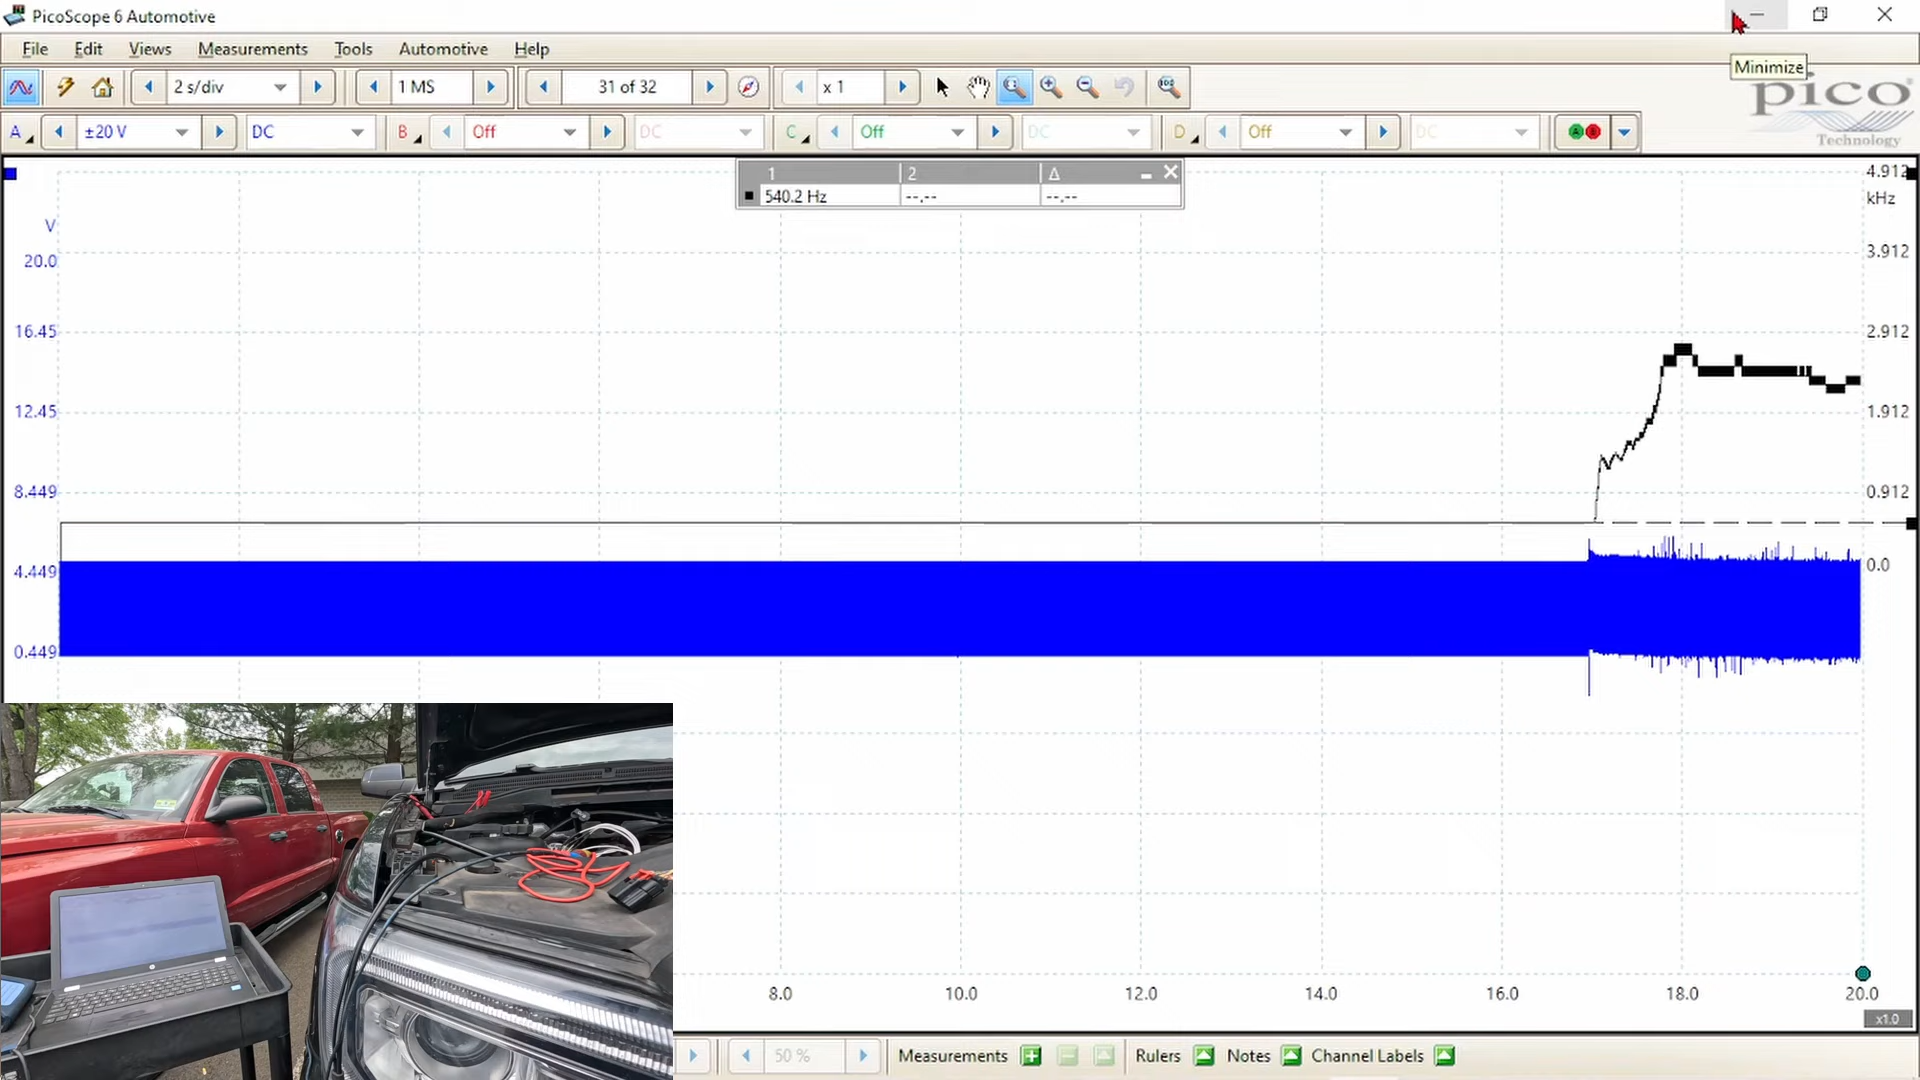 PicoScope 6 Automotive
File Edit Views Measurements Tools Automotive Help
Minimize
2 s/div 1 MS 31 of 32 x 1
pico
Technology
A ±20 V DC B Off DC C Off DC D Off DC
1 2 Δ
540.2 Hz --.-- --.--
4.912
kHz
V
20.0 3.912
16.45 2.912
12.45 1.912
8.449 0.912
4.449 0.0
0.449
8.0 10.0 12.0 14.0 16.0 18.0 20.0
x1.0
50 % Measurements Rulers Notes Channel Labels